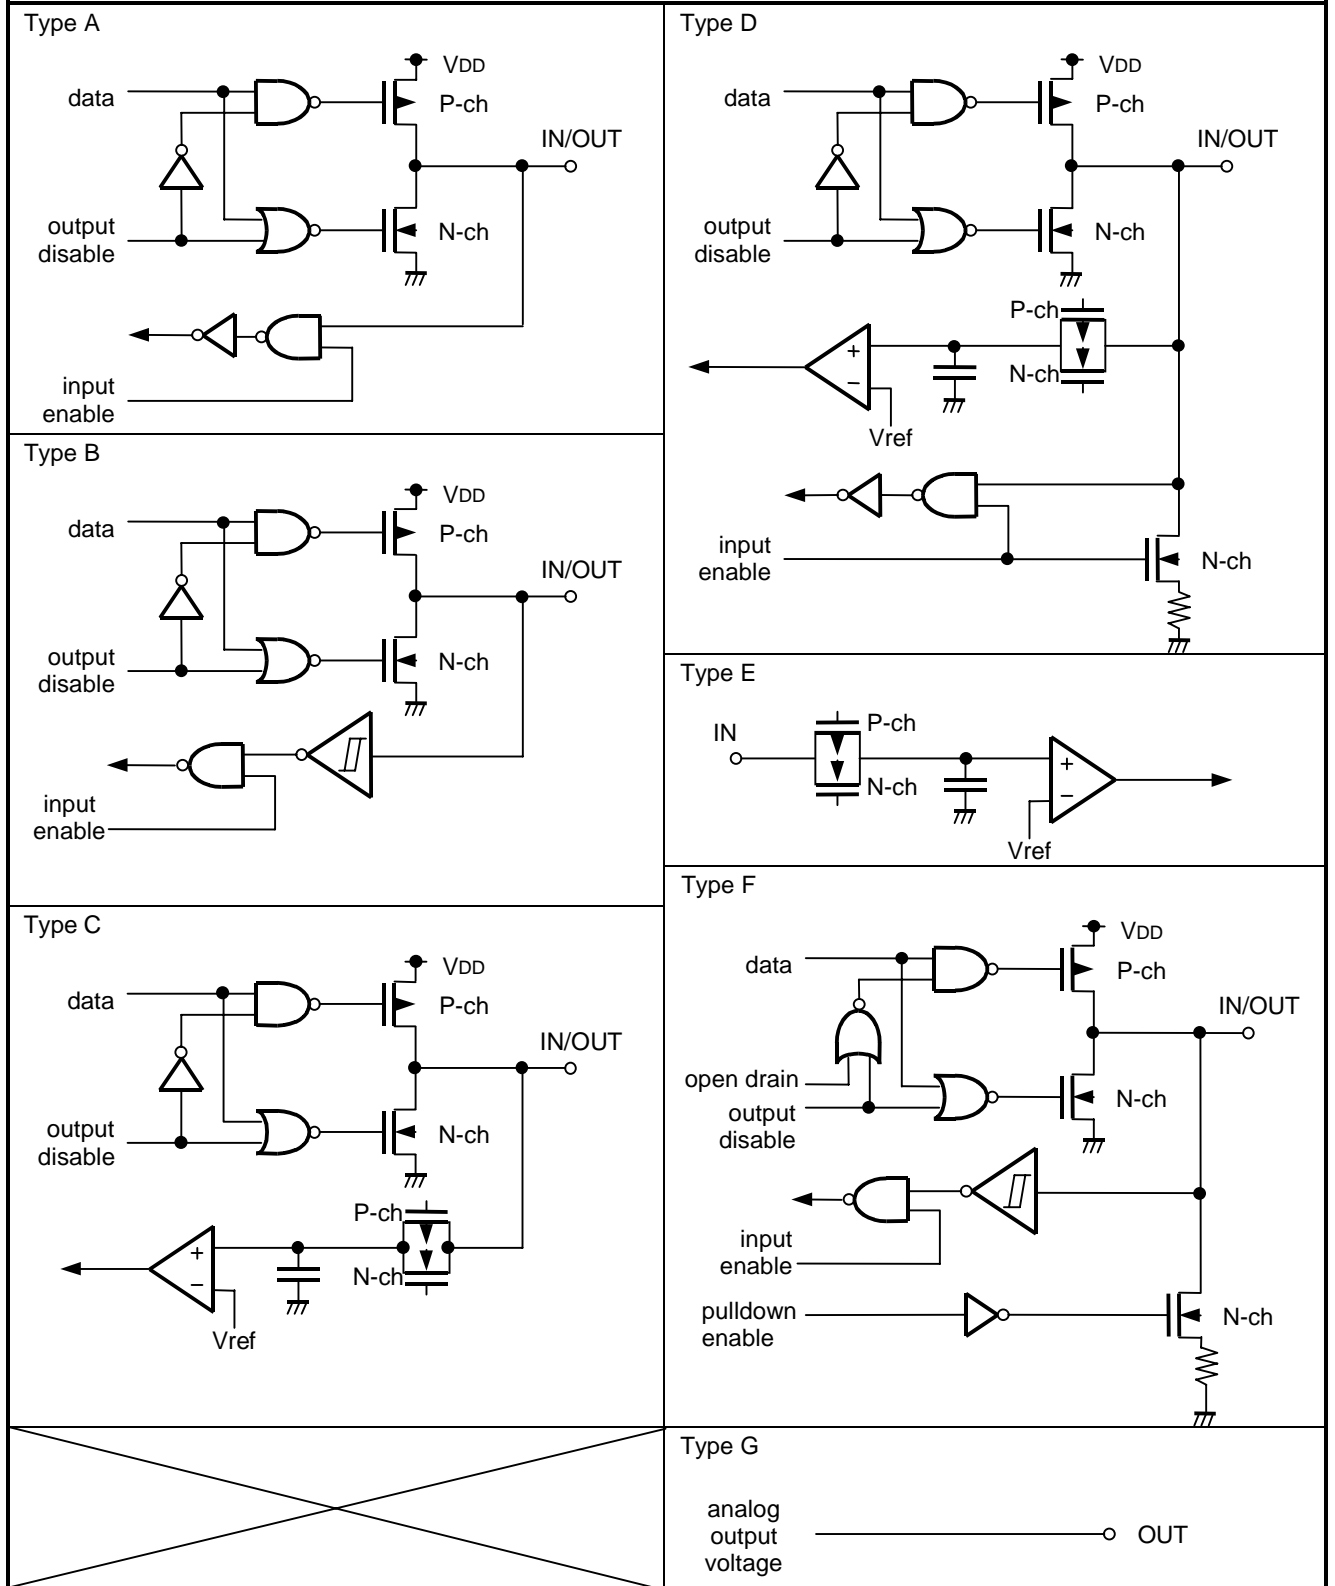 Type A
VDD
data
P-ch
IN/OUT
output
disable
N-ch
input
enable
Type B
VDD
data
P-ch
IN/OUT
output
disable
N-ch
input
enable
Type C
VDD
data
P-ch
IN/OUT
output
disable
N-ch
P-ch
+
−
N-ch
Vref
Type D
VDD
data
P-ch
IN/OUT
output
disable
N-ch
P-ch
+
−
N-ch
Vref
input
enable
N-ch
Type E
IN
P-ch
N-ch
+
−
Vref
Type F
VDD
data
P-ch
IN/OUT
open drain
output
disable
N-ch
input
enable
pulldown
enable
N-ch
Type G
analog
output
voltage
OUT